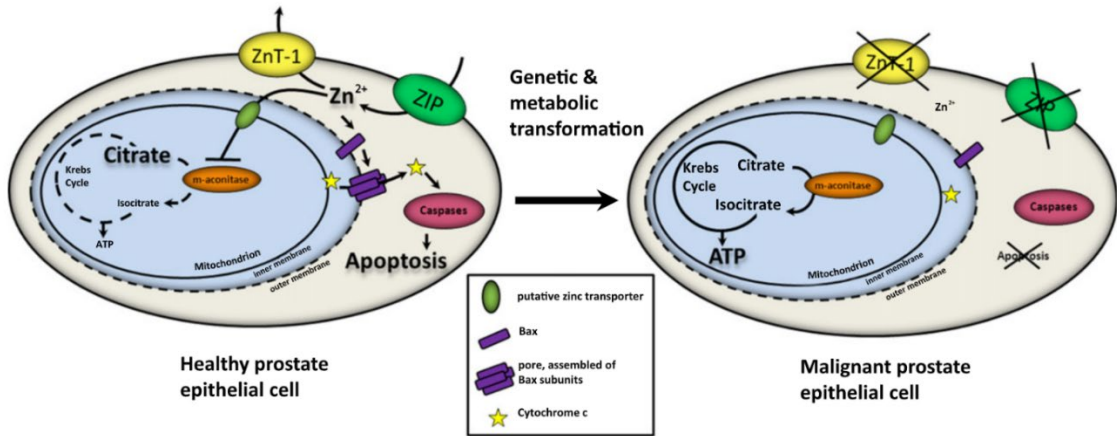 ZnT-1
Zn2+
ZIP
Citrate
Krebs
Cycle
m-aconitase
Isocitrate
ATP
Caspases
Apoptosis
Mitochondrion
inner membrane
outer membrane
Healthy prostate
epithelial cell
Genetic &
metabolic
transformation
putative zinc transporter
Bax
pore, assembled of
Bax subunits
Cytochrome c
ZnT-1
Zn2+
ZIP
Krebs
Cycle
Citrate
m-aconitase
Isocitrate
ATP
Caspases
Apoptosis
Mitochondrion
inner membrane
outer membrane
Malignant prostate
epithelial cell